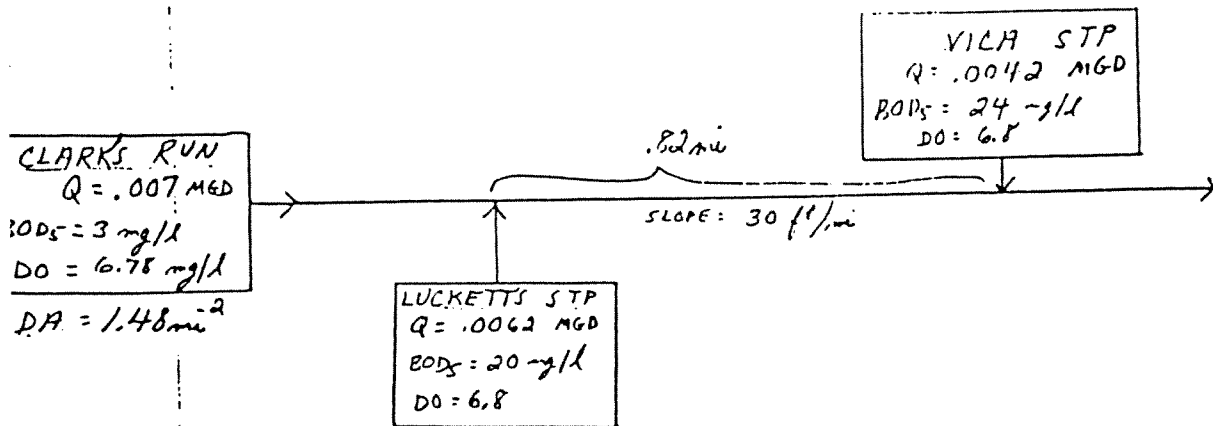 CLARKS RUN
Q = .007 MGD
BOD5 = 3 mg/l
DO = 6.78 mg/l
DA = 1.48 mi2
LUCKETTS STP
Q = .0062 MGD
BOD5 = 20 mg/l
DO = 6.8
.82 mi
SLOPE: 30 ft/mi
VICA STP
Q = .0042 MGD
BOD5 = 24 mg/l
DO = 6.8